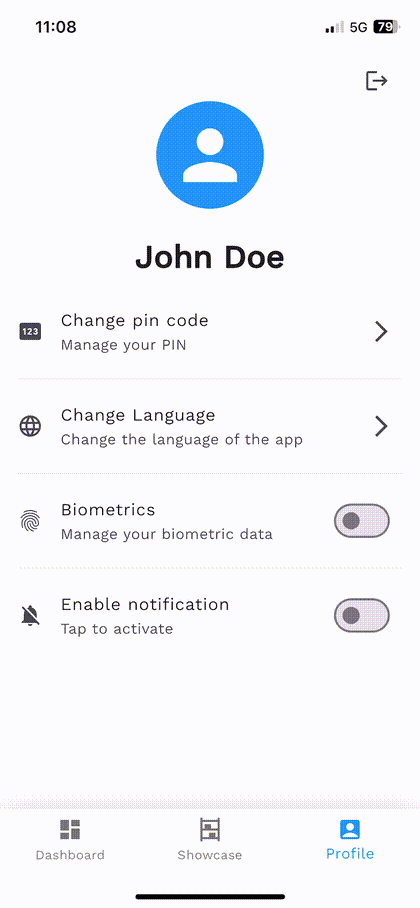 11:08
5G 79
John Doe
123
Change pin code
Manage your PIN
Change Language
Change the language of the app
Biometrics
Manage your biometric data
Enable notification
Tap to activate
Dashboard
Showcase
Profile